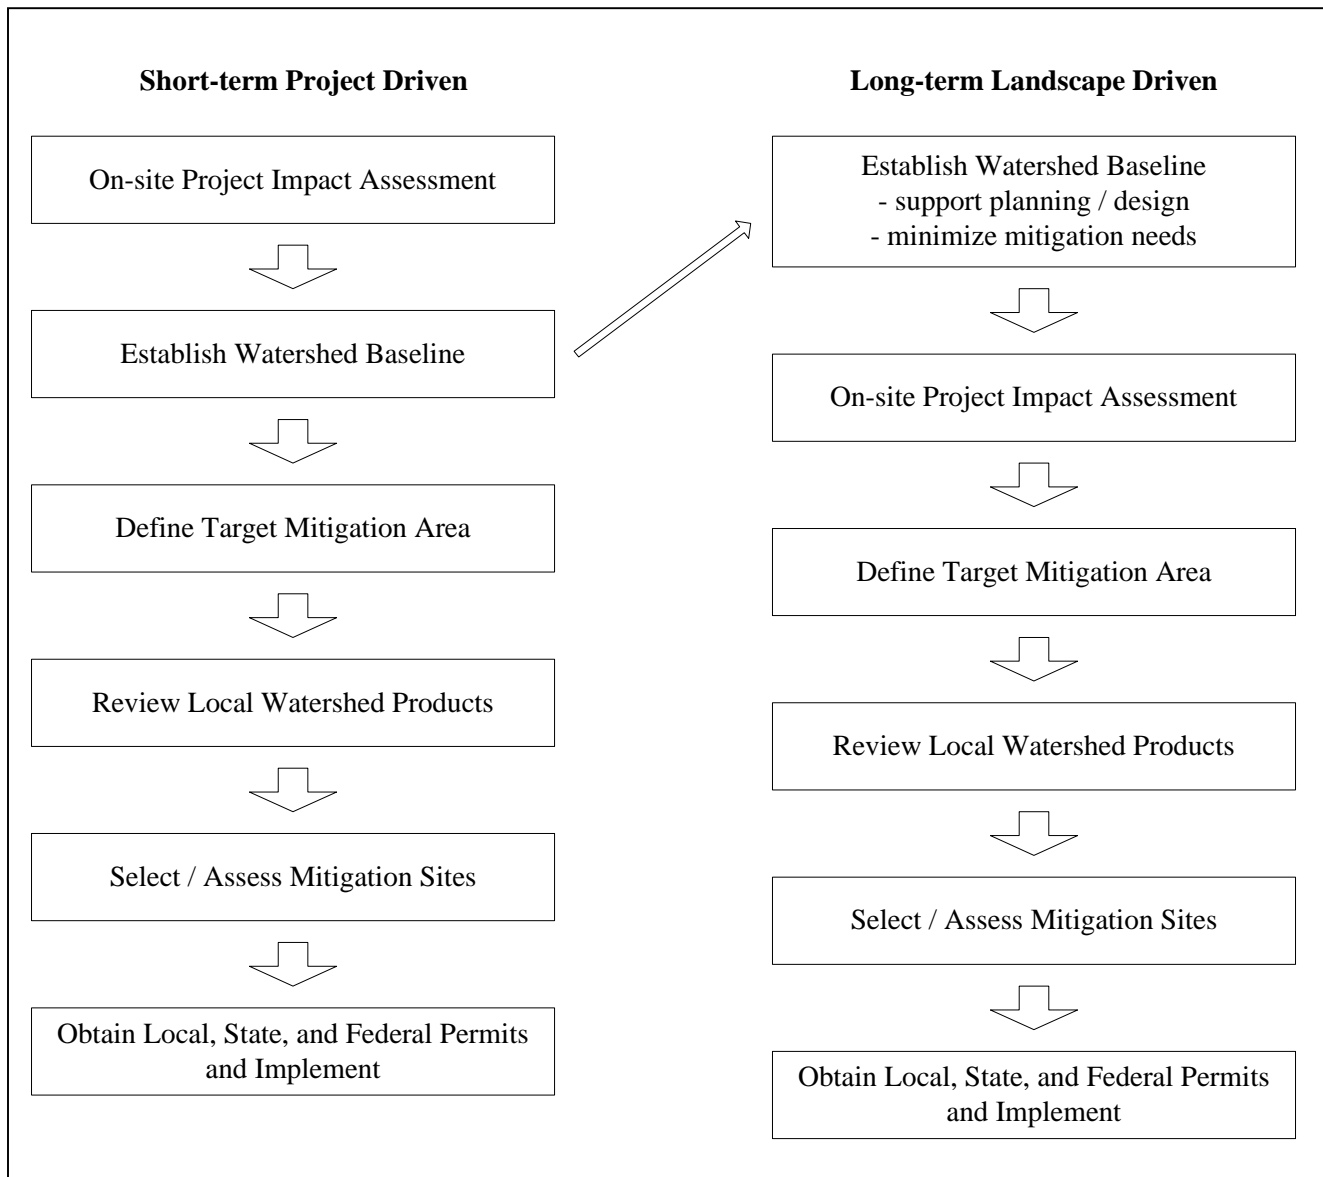 Short-term Project Driven
On-site Project Impact Assessment
Establish Watershed Baseline
Define Target Mitigation Area
Review Local Watershed Products
Select / Assess Mitigation Sites
Obtain Local, State, and Federal Permits
and Implement
Long-term Landscape Driven
Establish Watershed Baseline
- support planning / design
- minimize mitigation needs
On-site Project Impact Assessment
Define Target Mitigation Area
Review Local Watershed Products
Select / Assess Mitigation Sites
Obtain Local, State, and Federal Permits
and Implement